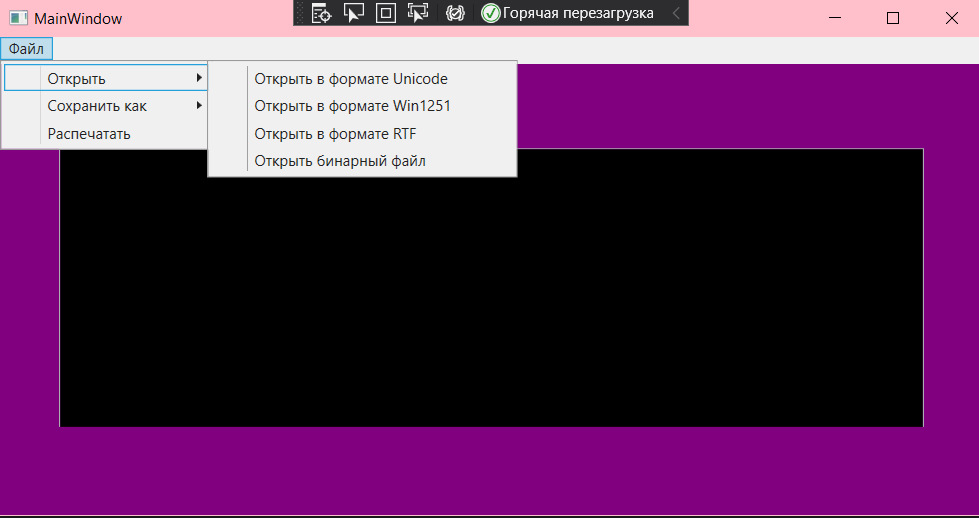 MainWindow
Горячая перезагрузка
Файл
Открыть
Сохранить как
Распечатать
Открыть в формате Unicode
Открыть в формате Win1251
Открыть в формате RTF
Открыть бинарный файл